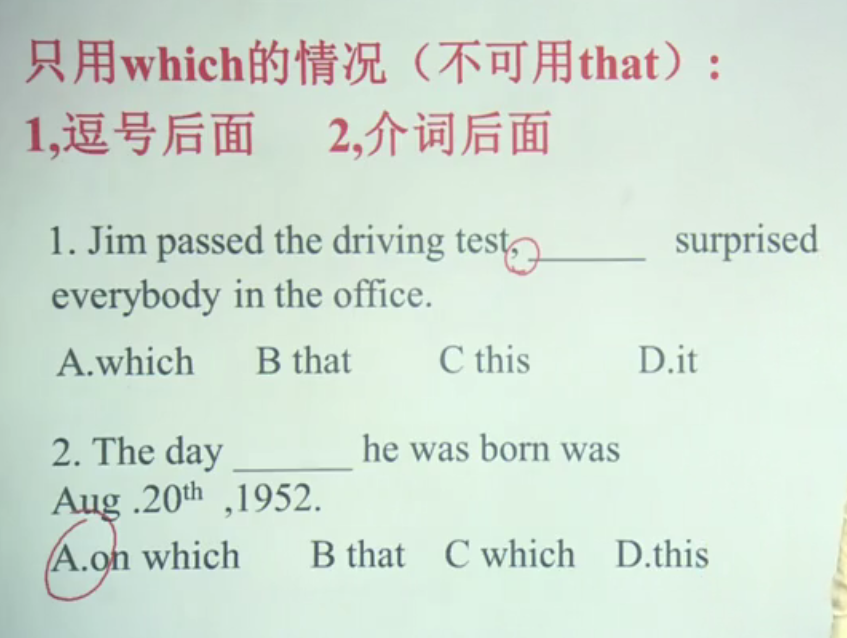 只用which的情况（不可用that）:
1,逗号后面 2,介词后面
1. Jim passed the driving test, ______ surprised
everybody in the office.
A.which B that C this D.it
2. The day ______ he was born was
Aug .20th ,1952.
A.on which B that C which D.this